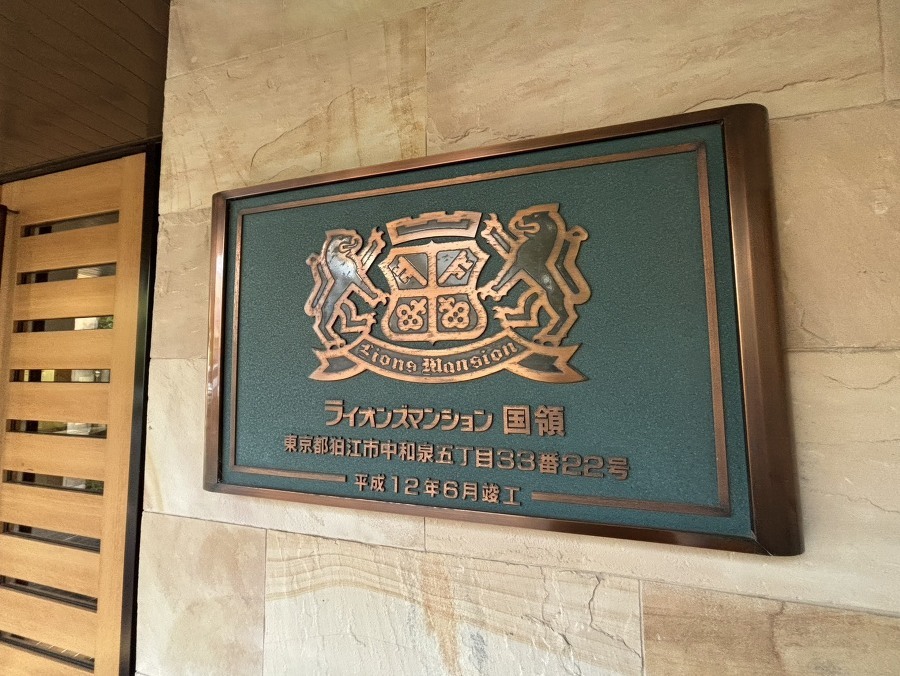 Lions Mansion
ライオンズマンション 国領
東京都狛江市中和泉五丁目33番22号
平成12年6月竣工